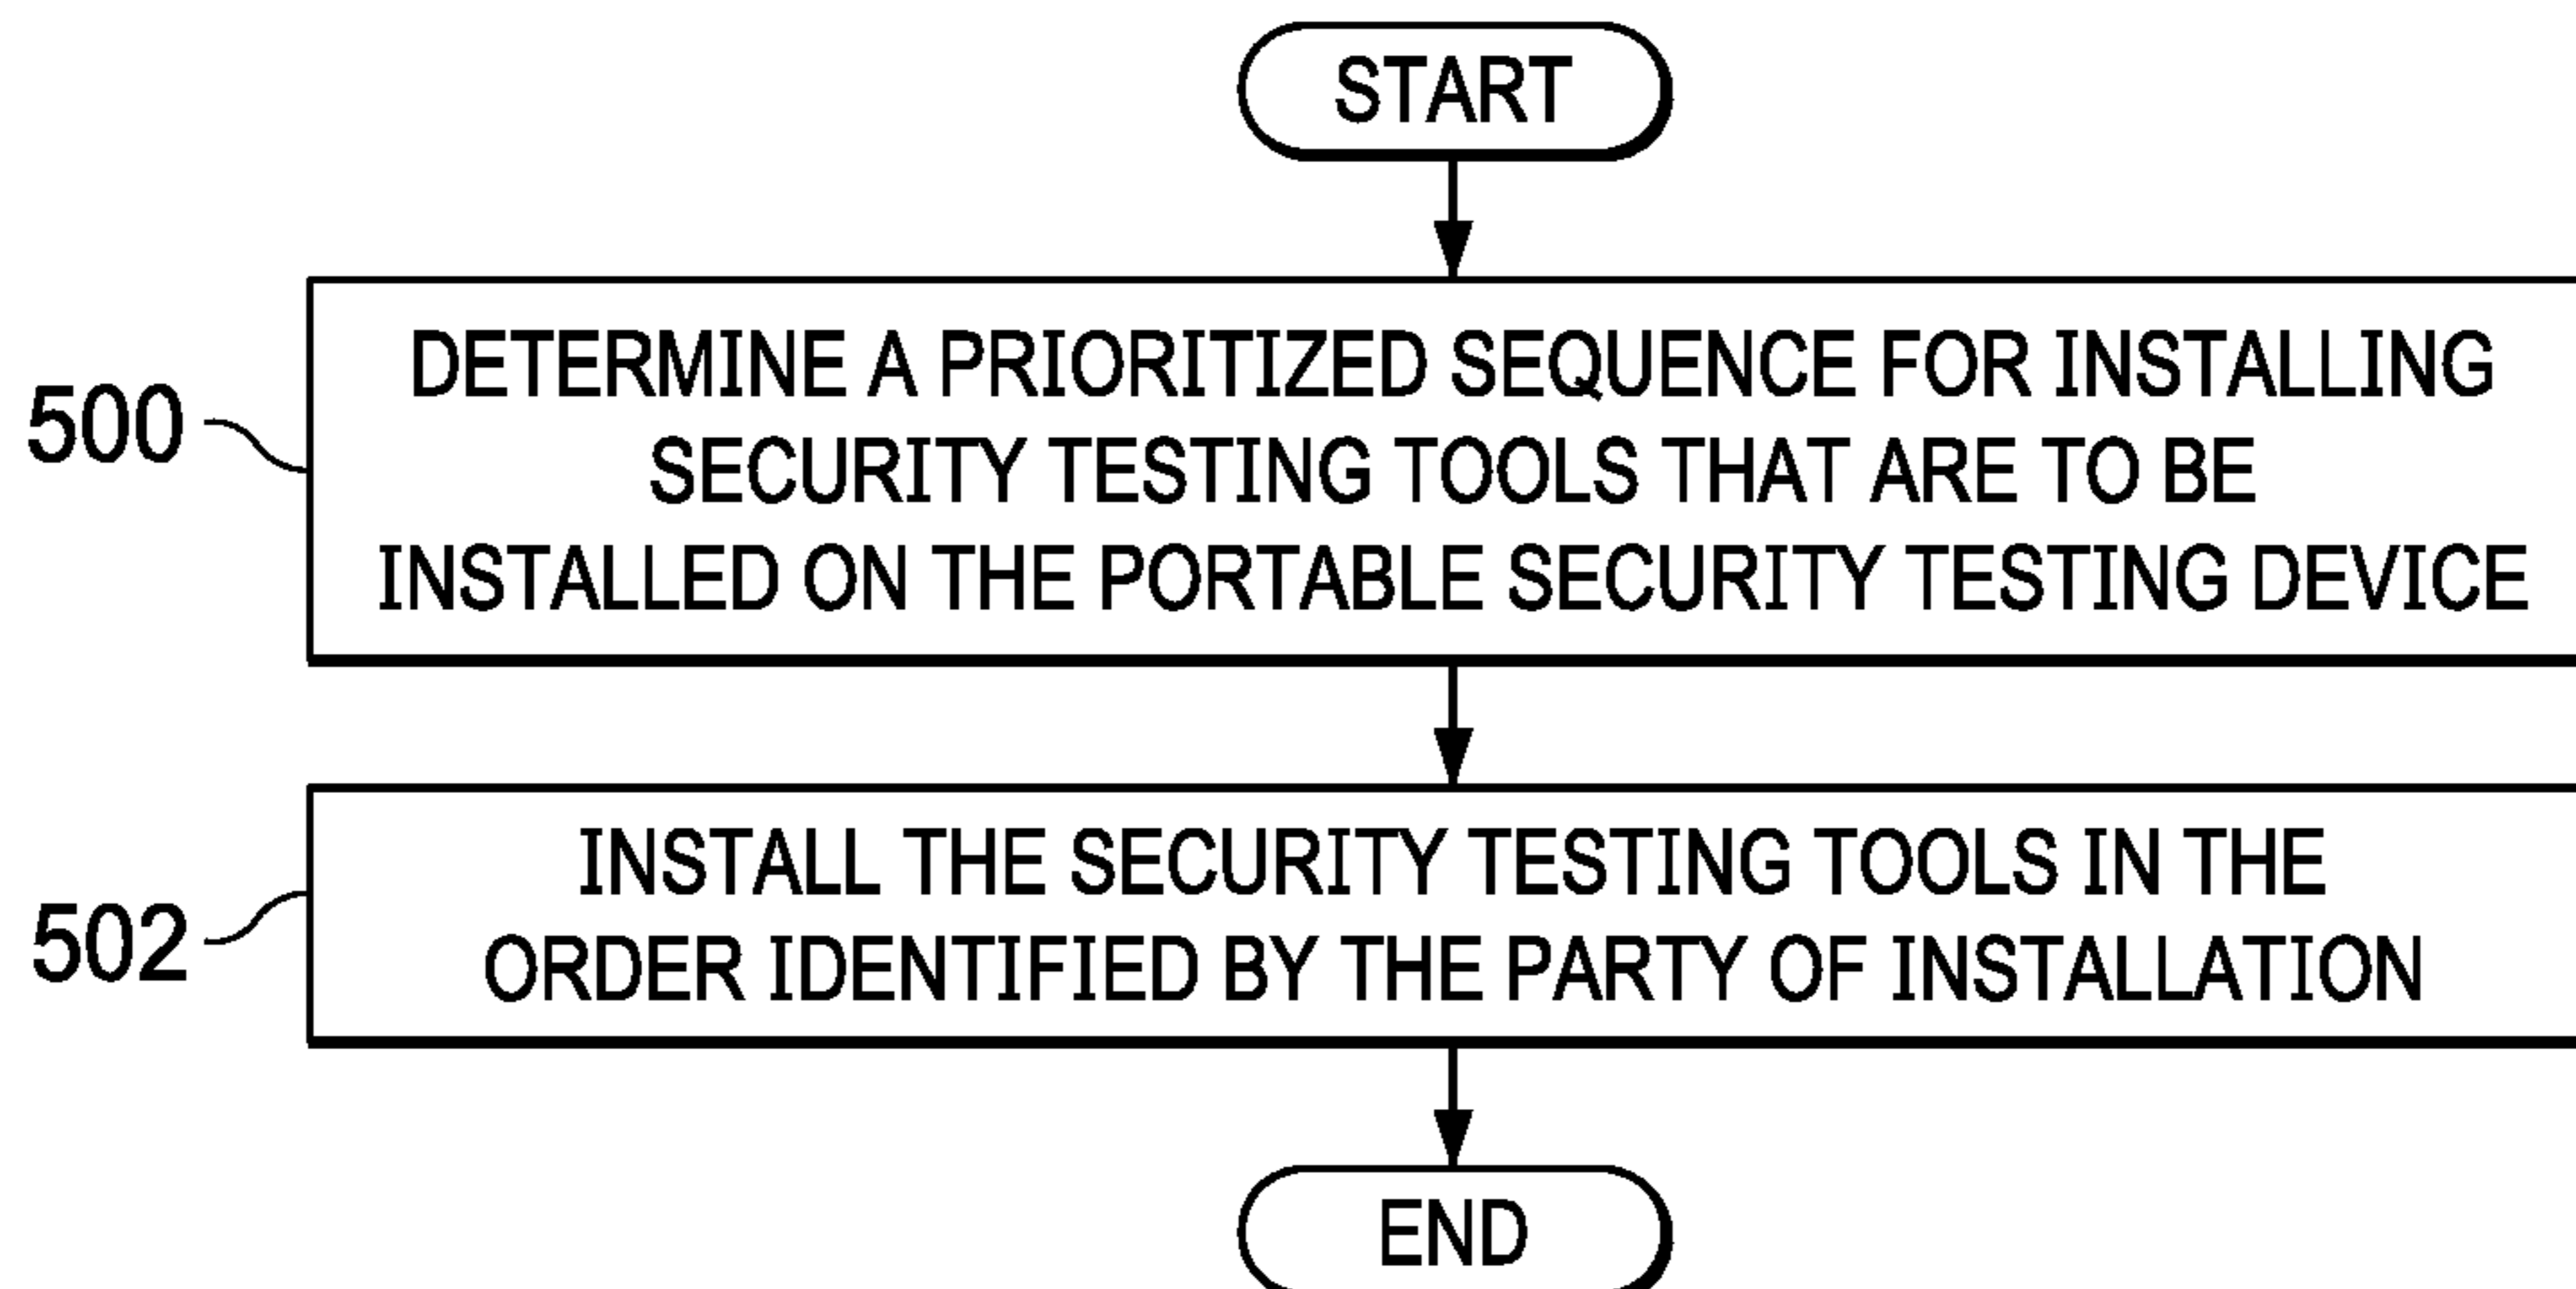 START
500
DETERMINE A PRIORITIZED SEQUENCE FOR INSTALLING
SECURITY TESTING TOOLS THAT ARE TO BE
INSTALLED ON THE PORTABLE SECURITY TESTING DEVICE
502
INSTALL THE SECURITY TESTING TOOLS IN THE
ORDER IDENTIFIED BY THE PARTY OF INSTALLATION
END